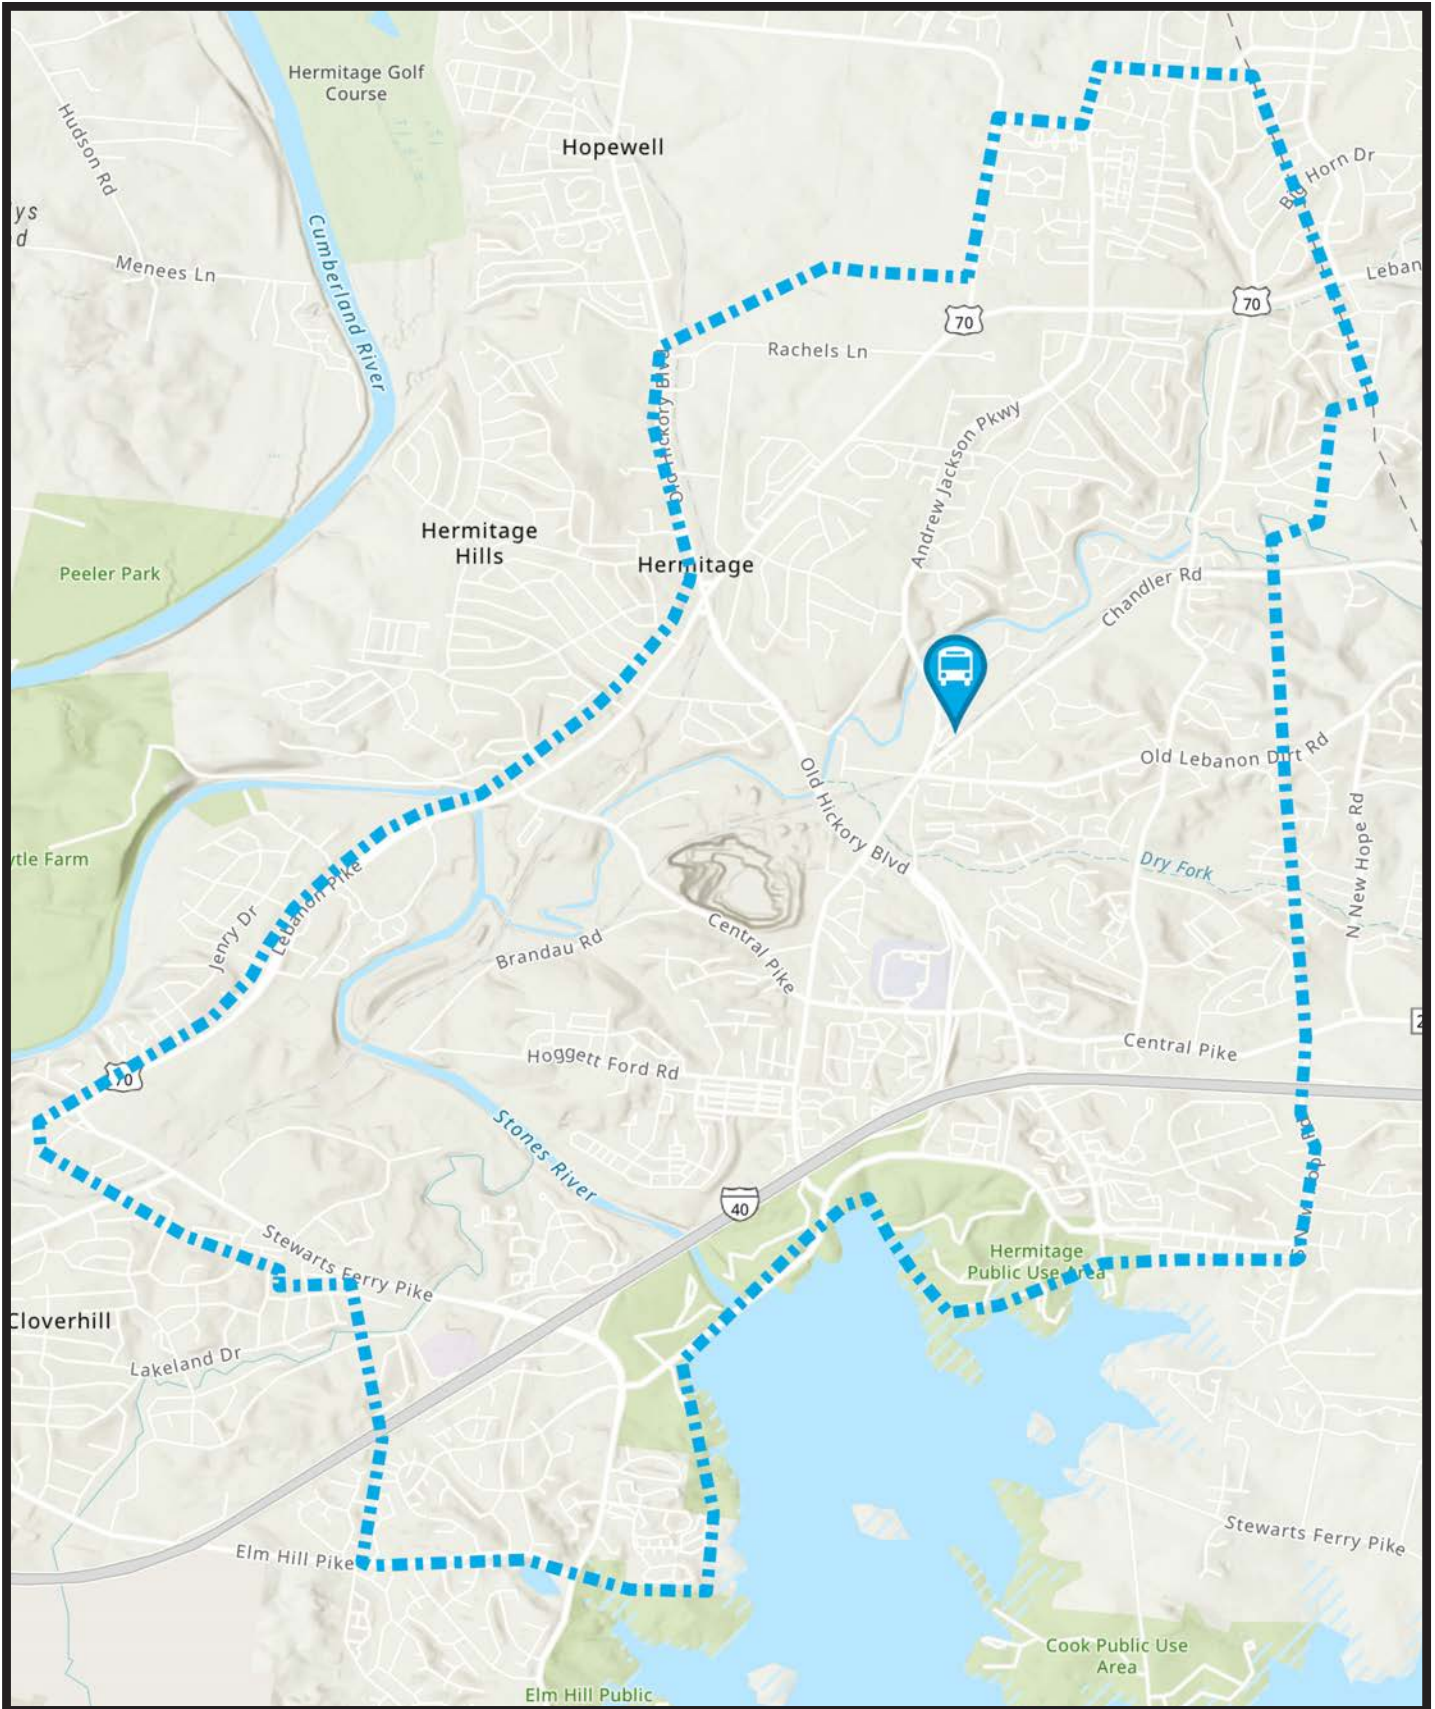 Hermitage Golf
Course
Hudson Rd
Hopewell
Big Horn Dr
ys
d
Menees Ln
Cumberland River
Leban
70
70
Rachels Ln
Old Hickory Blvd
Andrew Jackson Pkwy
Hermitage
Hills
Hermitage
Peeler Park
Chandler Rd
Old Lebanon Dirt Rd
Old Hickory Blvd
N New Hope Rd
ytle Farm
Dry Fork
Jenry Dr
Lebanon Pike
Central Pike
Brandau Rd
2
Central Pike
Hoggett Ford Rd
70
Stones River
40
Stewarts Ferry Pike
Hermitage
Public Use Area
Cloverhill
Lakeland Dr
Stewarts Ferry Pike
Elm Hill Pike
Cook Public Use
Area
Elm Hill Public